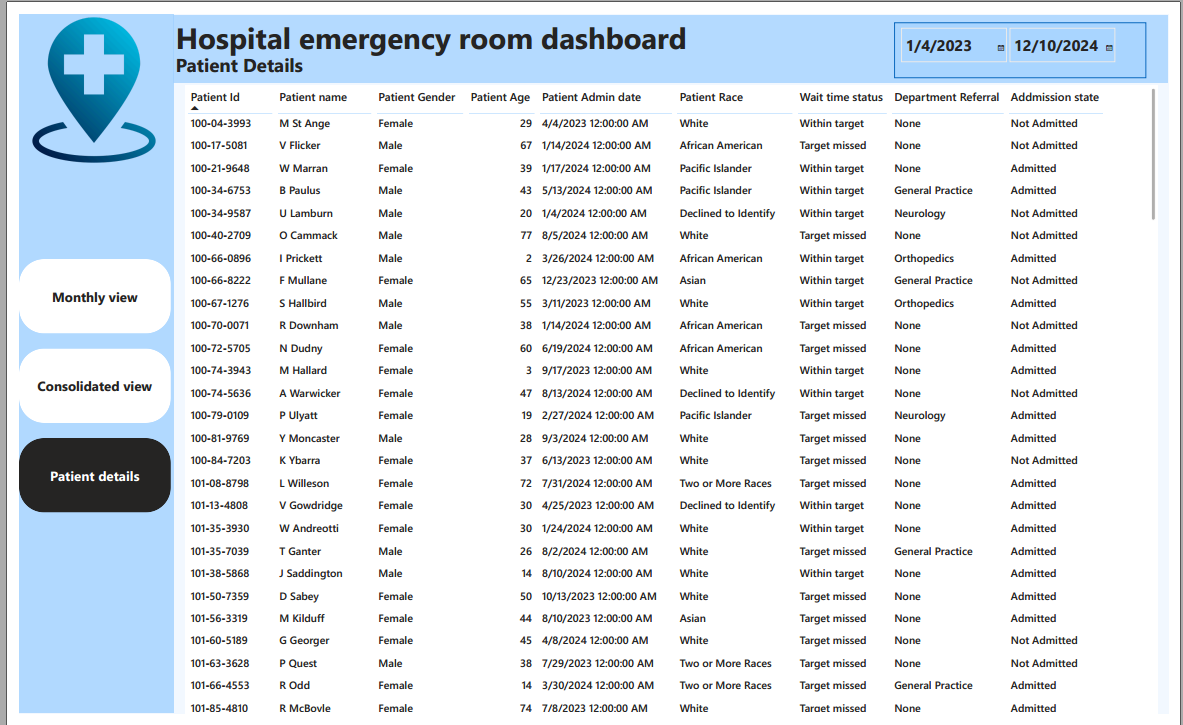 Hospital emergency room dashboard
Patient Details
1/4/2023 12/10/2024
Monthly view
Consolidated view
Patient details
Patient Id Patient name Patient Gender Patient Age Patient Admin date Patient Race Wait time status Department Referral Addmission state
100-04-3993 M St Ange Female 29 4/4/2023 12:00:00 AM White Within target None Not Admitted
100-17-5081 V Flicker Male 67 1/14/2024 12:00:00 AM African American Target missed None Not Admitted
100-21-9648 W Marran Female 39 1/17/2024 12:00:00 AM Pacific Islander Within target None Admitted
100-34-6753 B Paulus Male 43 5/13/2024 12:00:00 AM Pacific Islander Within target General Practice Admitted
100-34-9587 U Lamburn Male 20 1/4/2024 12:00:00 AM Declined to Identify Within target Neurology Not Admitted
100-40-2709 O Cammack Male 77 8/5/2024 12:00:00 AM White Target missed None Not Admitted
100-66-0896 I Prickett Male 2 3/26/2024 12:00:00 AM African American Within target Orthopedics Admitted
100-66-8222 F Mullane Female 65 12/23/2023 12:00:00 AM Asian Within target General Practice Not Admitted
100-67-1276 S Hallbird Male 55 3/11/2023 12:00:00 AM White Within target Orthopedics Admitted
100-70-0071 R Downham Male 38 1/14/2023 12:00:00 AM African American Target missed None Not Admitted
100-72-5705 N Dudny Female 60 6/19/2024 12:00:00 AM African American Target missed None Admitted
100-74-3943 M Hallard Female 3 9/17/2023 12:00:00 AM White Within target None Admitted
100-74-5636 A Warwicker Female 47 8/13/2024 12:00:00 AM Declined to Identify Within target None Not Admitted
100-79-0109 P Ulyatt Female 19 2/27/2024 12:00:00 AM Pacific Islander Target missed Neurology Admitted
100-81-9769 Y Moncaster Male 28 9/3/2024 12:00:00 AM White Target missed None Admitted
100-84-7203 K Ybarra Female 37 6/13/2023 12:00:00 AM White Target missed None Not Admitted
101-08-8798 L Willeson Female 72 7/31/2024 12:00:00 AM Two or More Races Target missed None Admitted
101-13-4808 V Gowdridge Female 30 4/25/2023 12:00:00 AM Declined to Identify Within target None Admitted
101-35-3930 W Andreotti Female 30 1/24/2024 12:00:00 AM White Within target None Admitted
101-35-7039 T Ganter Male 26 8/2/2024 12:00:00 AM White Target missed General Practice Admitted
101-38-5868 J Saddington Male 14 8/10/2024 12:00:00 AM White Within target None Admitted
101-50-7359 D Sabey Female 50 10/13/2023 12:00:00 AM White Target missed None Admitted
101-56-3319 M Kilduff Female 44 8/10/2023 12:00:00 AM Asian Target missed None Admitted
101-60-5189 G Georger Female 45 4/8/2024 12:00:00 AM White Target missed None Not Admitted
101-63-3628 P Quest Male 38 7/29/2023 12:00:00 AM Two or More Races Target missed None Not Admitted
101-66-4553 R Odd Female 14 3/30/2024 12:00:00 AM Two or More Races Target missed General Practice Admitted
101-85-4810 R McBoyle Female 74 7/8/2023 12:00:00 AM White Target missed None Admitted